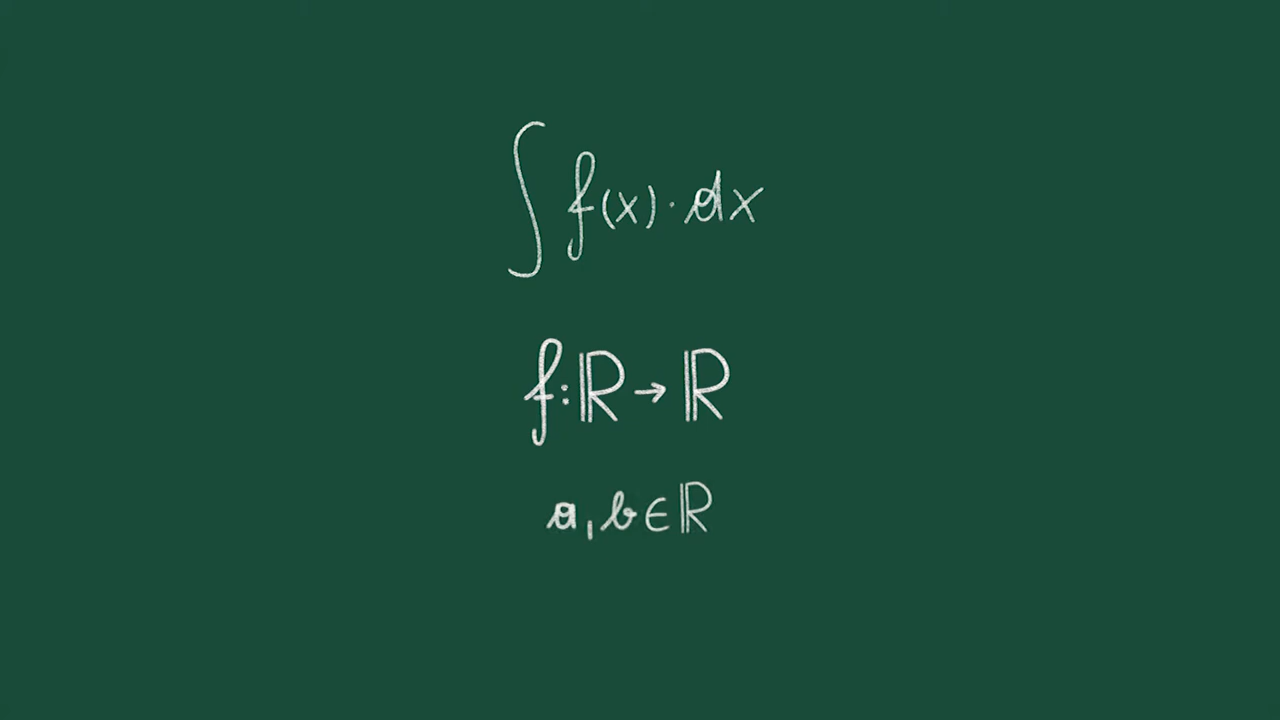 ∫ f(x) · dx
f: ℝ → ℝ
a, b ∈ ℝ